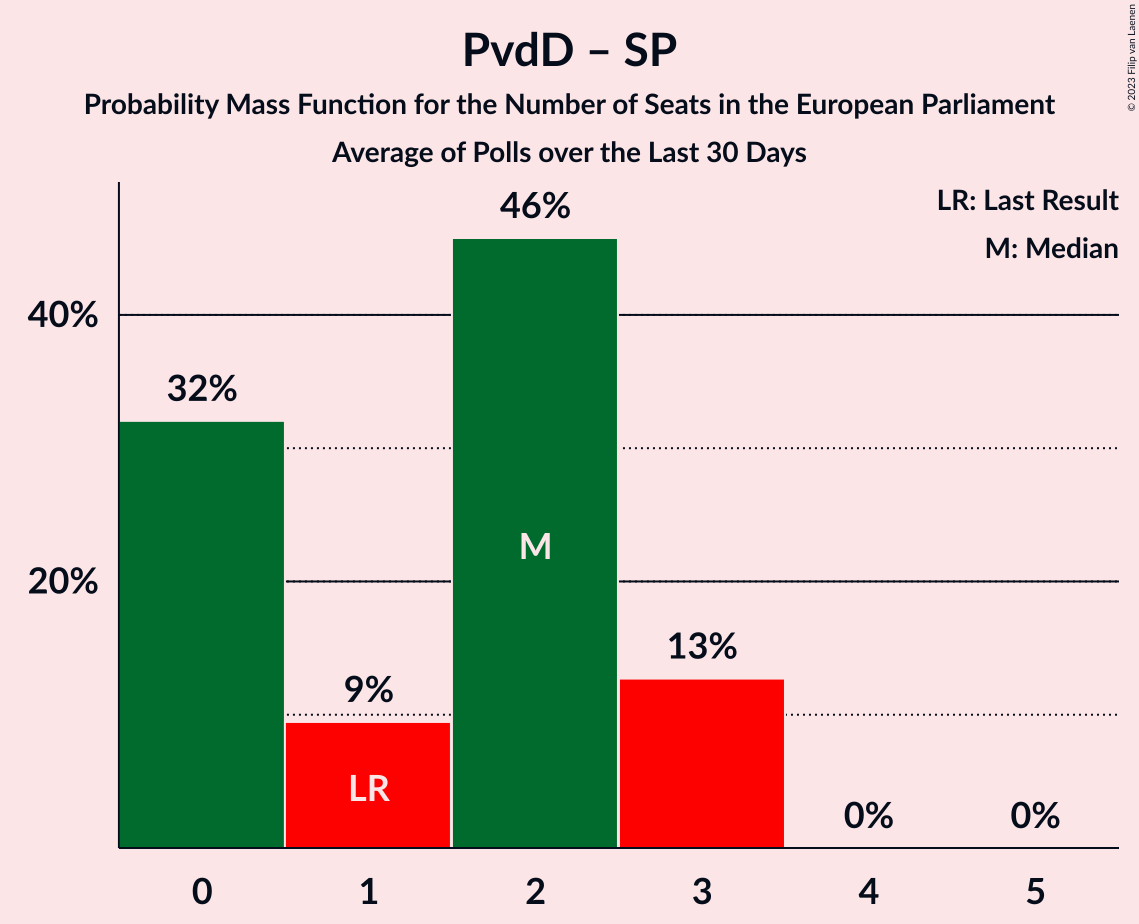 PvdD – SP
Probability Mass Function for the Number of Seats in the European Parliament
Average of Polls over the Last 30 Days
© 2023 Filip van Laenen
LR: Last Result
M: Median
40%
20%
32%
9%
46%
13%
0%
0%
LR
M
0 1 2 3 4 5